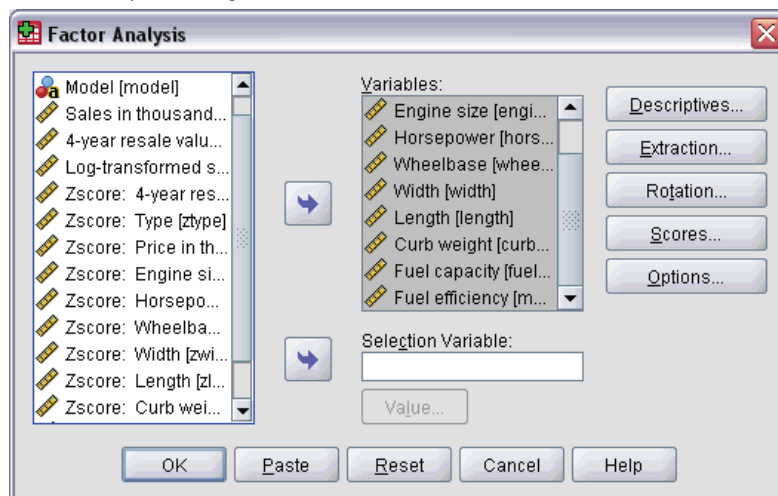 Factor Analysis
Model [model]
Sales in thousand...
4-year resale valu...
Log-transformed s...
Zscore: 4-year res...
Zscore: Type [ztype]
Zscore: Price in th...
Zscore: Engine si...
Zscore: Horsepo...
Zscore: Wheelba...
Zscore: Width [zwi...
Zscore: Length [zl...
Zscore: Curb wei...
Variables:
Engine size [engi...
Horsepower [hors...
Wheelbase [whee...
Width [width]
Length [length]
Curb weight [curb...
Fuel capacity [fuel...
Fuel efficiency [m...
Selection Variable:
Value...
Descriptives...
Extraction...
Rotation...
Scores...
Options...
OK
Paste
Reset
Cancel
Help